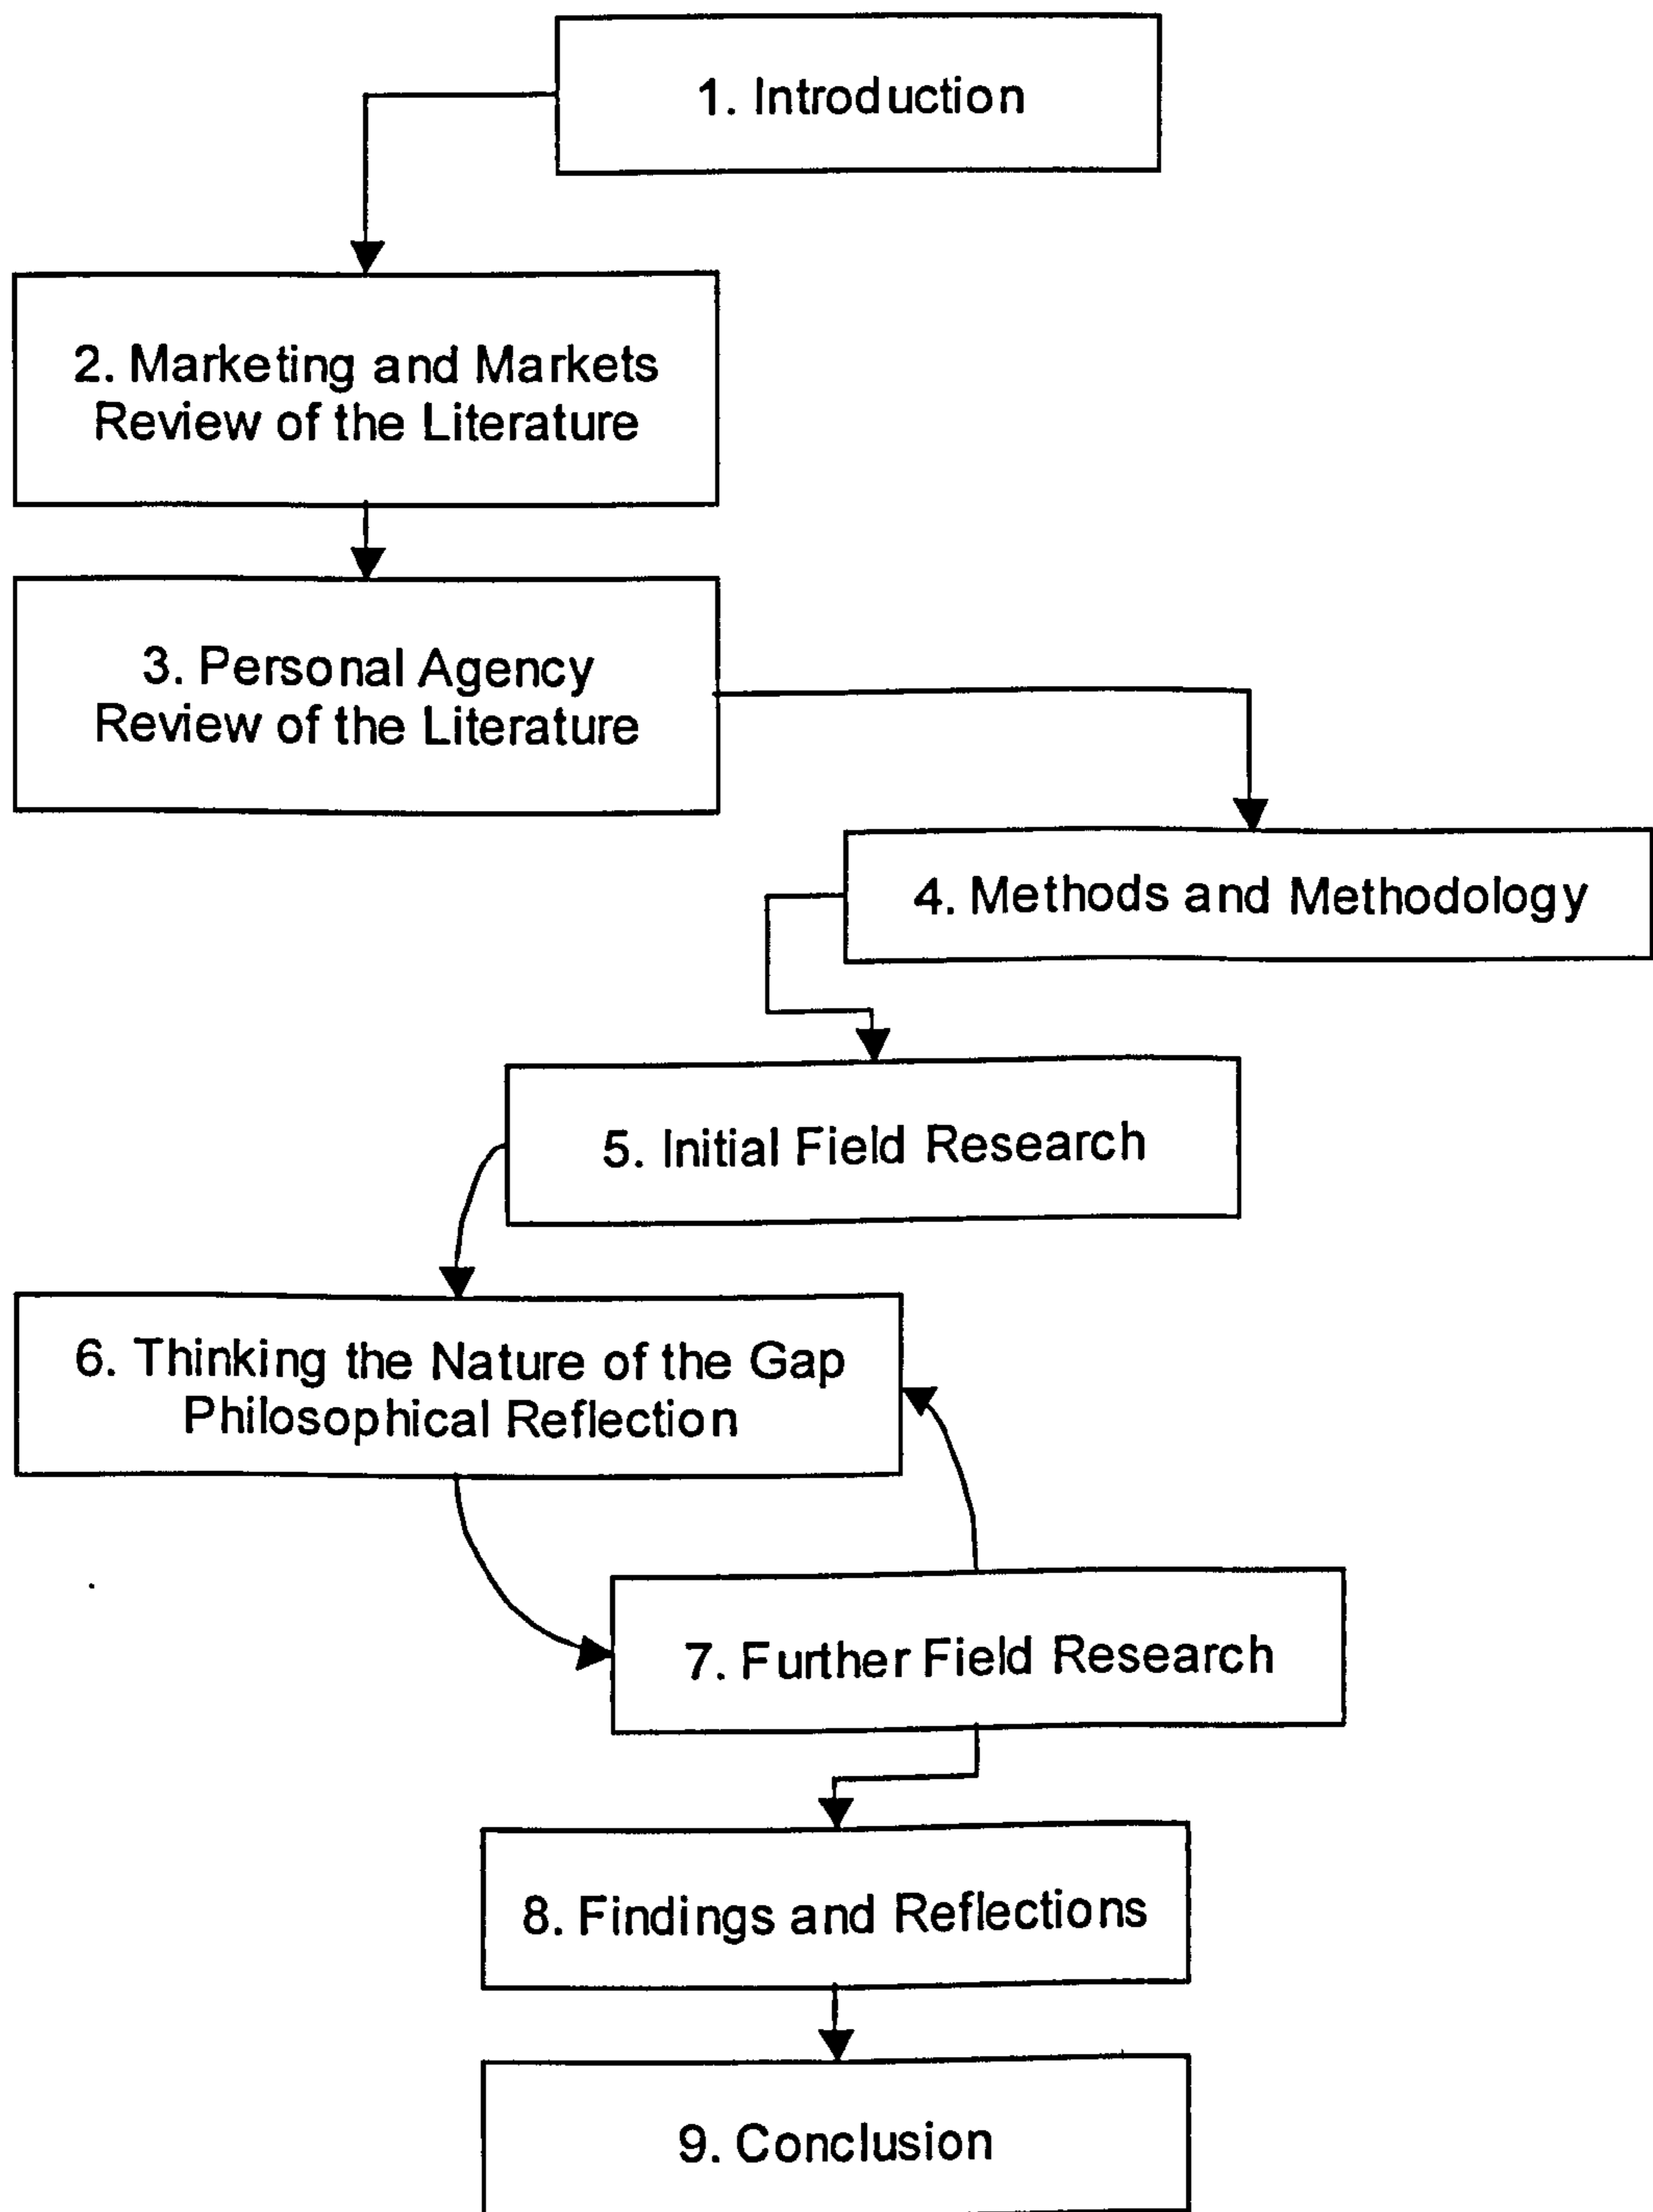 1. Introduction
2. Marketing and Markets
Review of the Literature
3. Personal Agency
Review of the Literature
4. Methods and Methodology
5. Initial Field Research
6. Thinking the Nature of the Gap
Philosophical Reflection
7. Further Field Research
8. Findings and Reflections
9. Conclusion